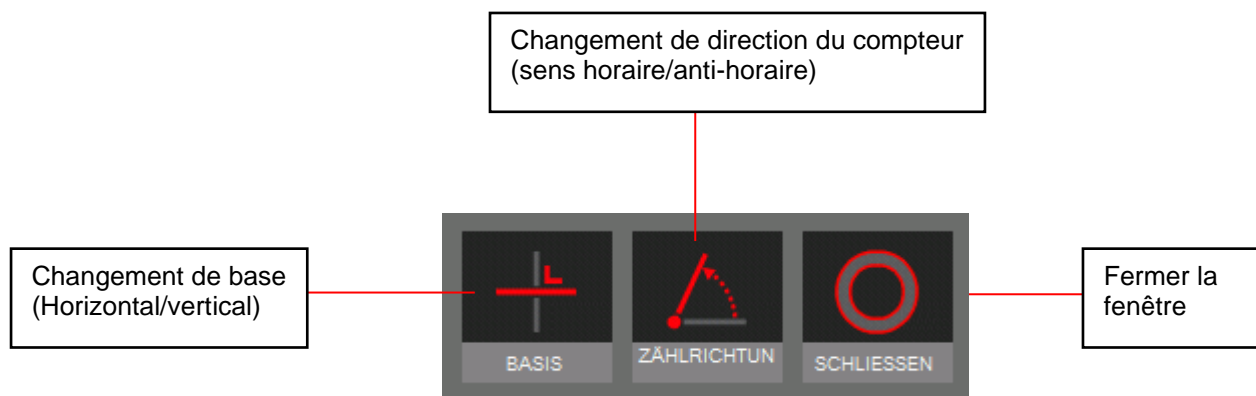 Changement de direction du compteur
(sens horaire/anti-horaire)
Changement de base
(Horizontal/vertical)
Fermer la
fenêtre
BASIS
ZÄHLRICHTUN
SCHLIESSEN